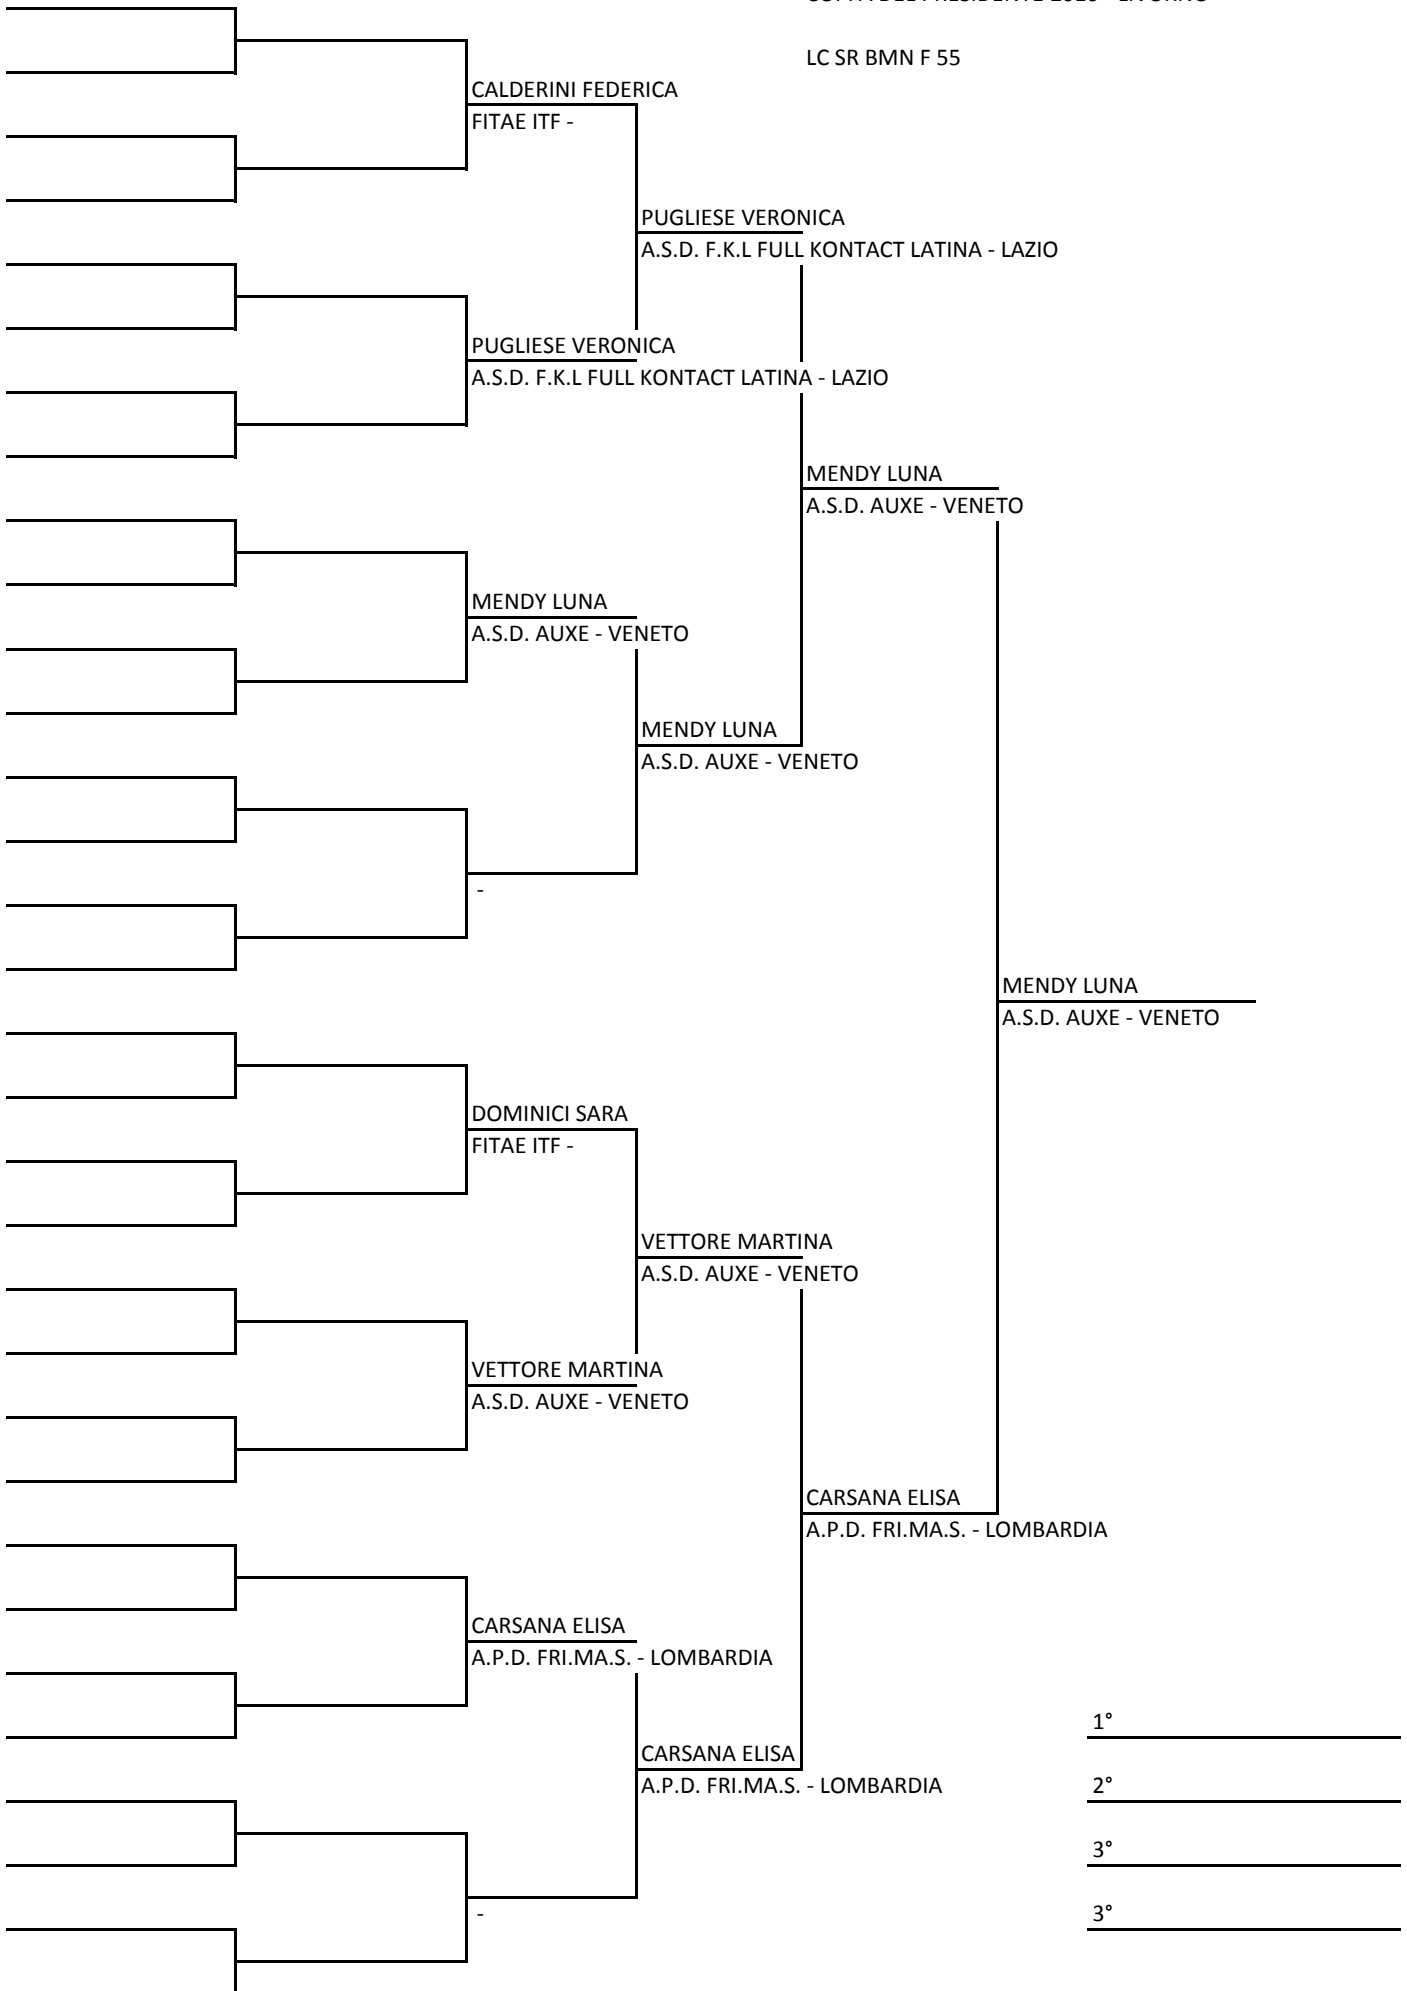 LC SR BMN F 55
CALDERINI FEDERICA
FITAE ITF -
PUGLIESE VERONICA
A.S.D. F.K.L FULL KONTACT LATINA - LAZIO
PUGLIESE VERONICA
A.S.D. F.K.L FULL KONTACT LATINA - LAZIO
MENDY LUNA
A.S.D. AUXE - VENETO
MENDY LUNA
A.S.D. AUXE - VENETO
MENDY LUNA
A.S.D. AUXE - VENETO
-
MENDY LUNA
A.S.D. AUXE - VENETO
DOMINICI SARA
FITAE ITF -
VETTORE MARTINA
A.S.D. AUXE - VENETO
VETTORE MARTINA
A.S.D. AUXE - VENETO
CARSANA ELISA
A.P.D. FRI.MA.S. - LOMBARDIA
CARSANA ELISA
A.P.D. FRI.MA.S. - LOMBARDIA
1°
CARSANA ELISA
A.P.D. FRI.MA.S. - LOMBARDIA
2°
3°
-
3°